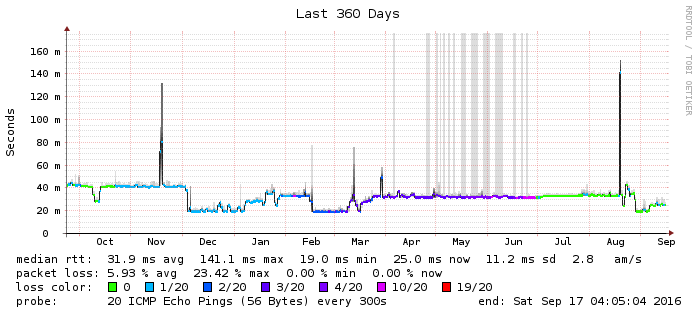 Last 360 Days
RRDTOOL / TOBI OETIKER
Seconds
160 m
140 m
120 m
100 m
80 m
60 m
40 m
20 m
0
Oct Nov Dec Jan Feb Mar Apr May Jun Jul Aug Sep
median rtt: 31.9 ms avg 141.1 ms max 19.0 ms min 25.0 ms now 11.2 ms sd 2.8 am/s
packet loss: 5.93 % avg 23.42 % max 0.00 % min 0.00 % now
loss color: 0 1/20 2/20 3/20 4/20 10/20 19/20
probe: 20 ICMP Echo Pings (56 Bytes) every 300s end: Sat Sep 17 04:05:04 2016